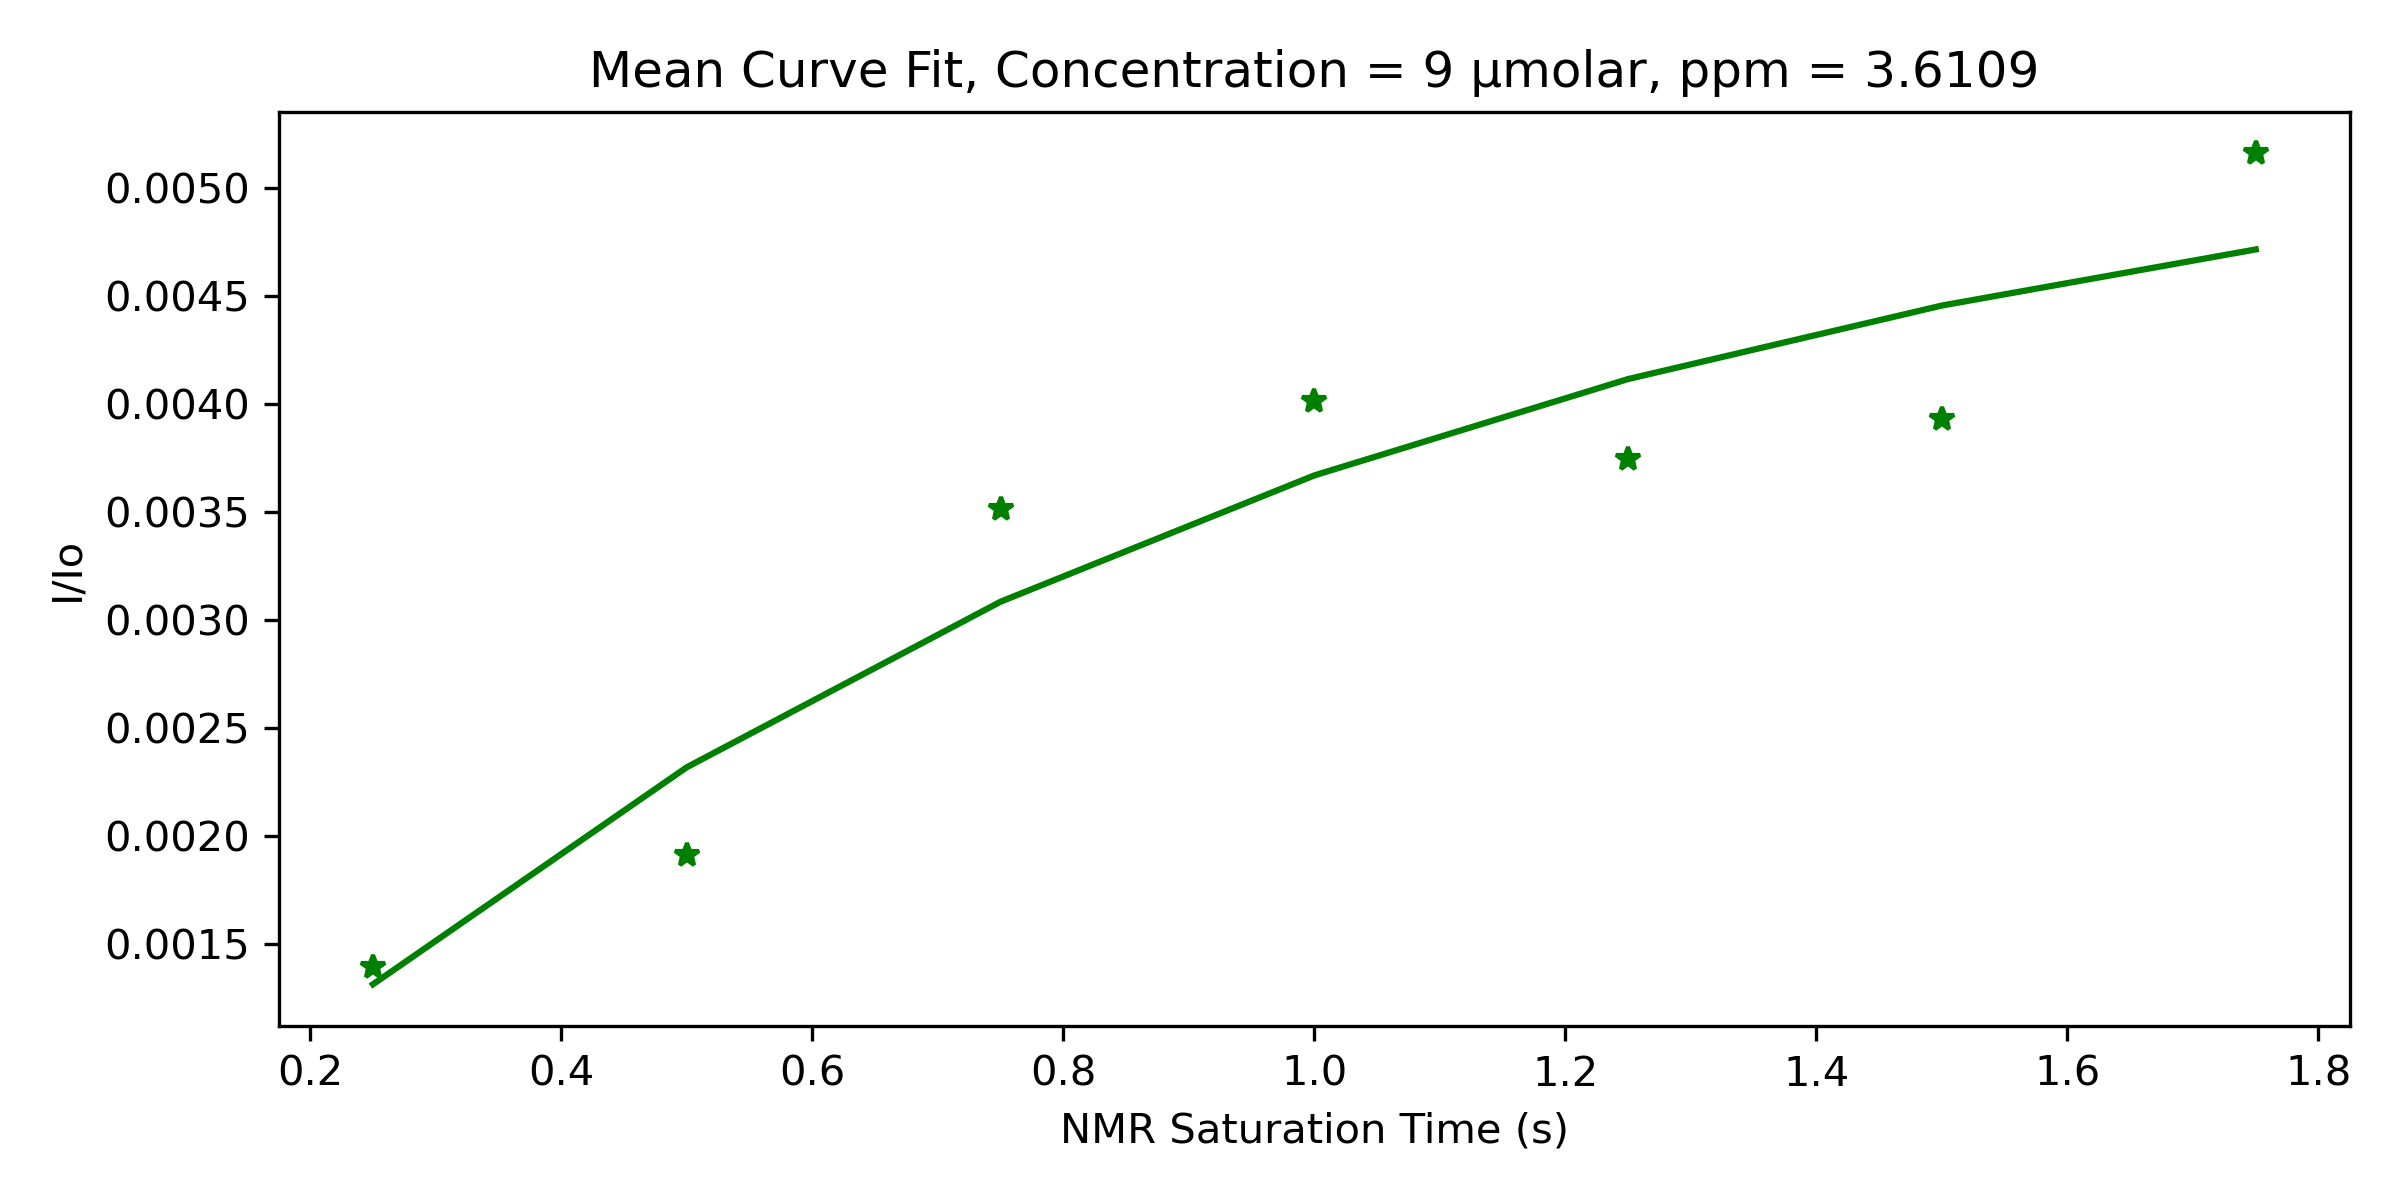 Mean Curve Fit, Concentration = 9 μmolar, ppm = 3.6109
0.0050
0.0045
0.0040
0.0035
0.0030
0.0025
0.0020
0.0015
I/Io
0.2 0.4 0.6 0.8 1.0 1.2 1.4 1.6 1.8
NMR Saturation Time (s)